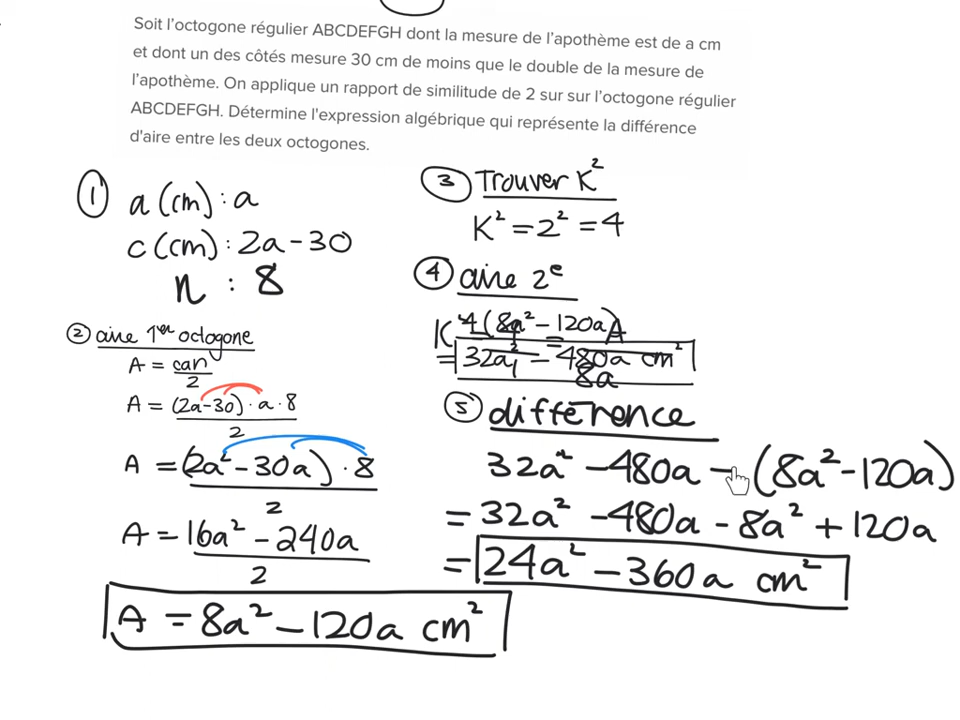 Soit l'octogone régulier ABCDEFGH dont la mesure de l'apothème est de a cm
et dont un des côtés mesure 30 cm de moins que le double de la mesure de
l'apothème. On applique un rapport de similitude de 2 sur sur l'octogone régulier
ABCDEFGH. Détermine l'expression algébrique qui représente la différence
d'aire entre les deux octogones.
① a (cm) : a
c (cm) : 2a - 30
n : 8
② aire 1er octogone
A = can
2
A = (2a-30) · a · 8
2
A = (2a² - 30a) · 8
2
A = 16a² - 240a
2
A = 8a² - 120a cm²
③ Trouver K²
K² = 2² = 4
④ aire 2e
4(8a² - 120a)
= 32a² - 480a cm²
⑤ différence
32a² - 480a - (8a² - 120a)
= 32a² - 480a - 8a² + 120a
= 24a² - 360a cm²